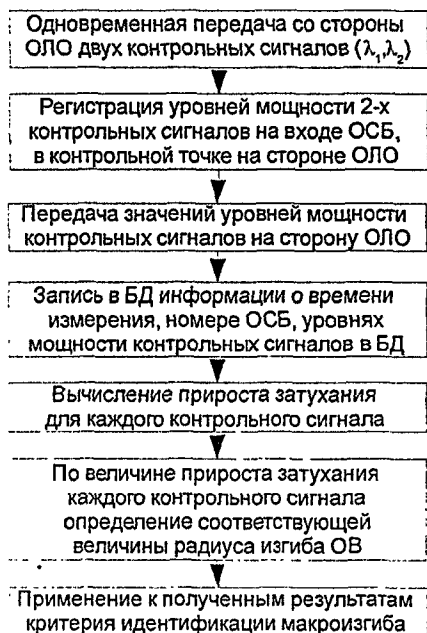 Одновременная передача со стороны
ОЛО двух контрольных сигналов (λ₁,λ₂)
Регистрация уровней мощности 2-х
контрольных сигналов на входе ОСБ,
в контрольной точке на стороне ОЛО
Передача значений уровней мощности
контрольных сигналов на сторону ОЛО
Запись в БД информации о времени
измерения, номере ОСБ, уровнях
мощности контрольных сигналов в БД
Вычисление прироста затухания
для каждого контрольного сигнала
По величине прироста затухания
каждого контрольного сигнала
определение соответствующей
величины радиуса изгиба ОВ
Применение к полученным результатам
критерия идентификации макроизгиба